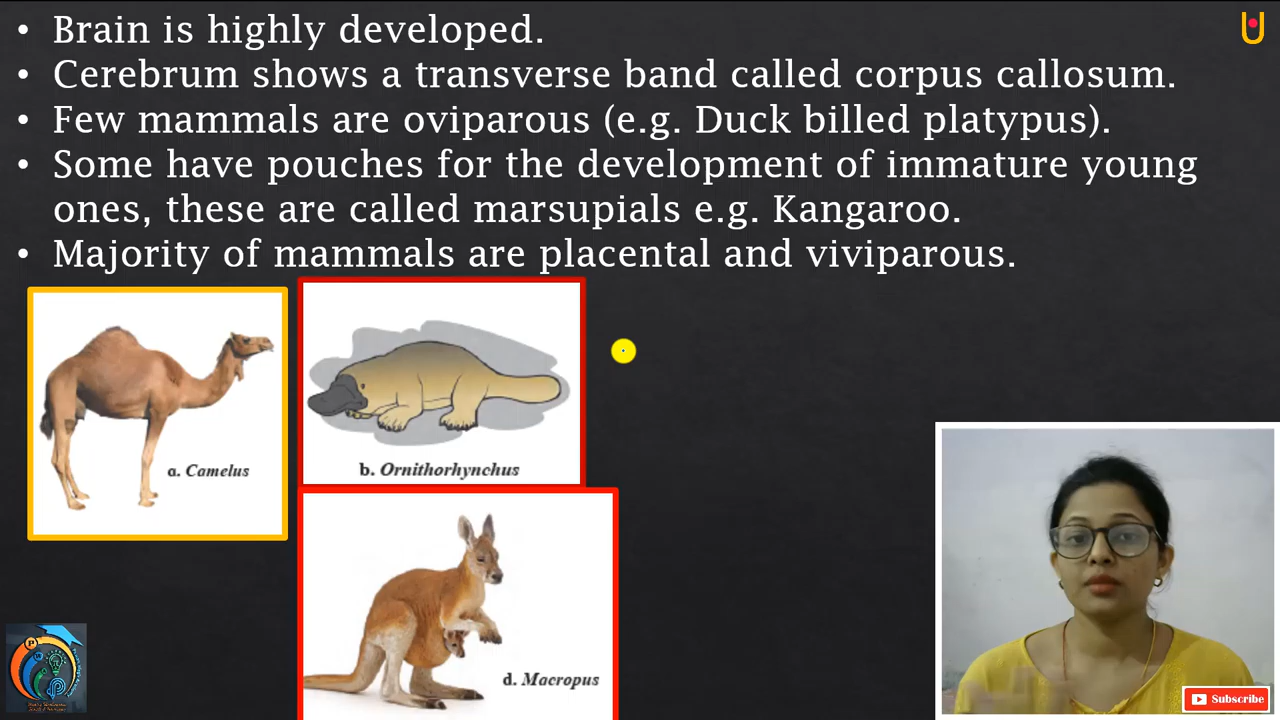 • Brain is highly developed.
• Cerebrum shows a transverse band called corpus callosum.
• Few mammals are oviparous (e.g. Duck billed platypus).
• Some have pouches for the development of immature young
ones, these are called marsupials e.g. Kangaroo.
• Majority of mammals are placental and viviparous.
a. Camelus
b. Ornithorhynchus
d. Macropus
Subscribe